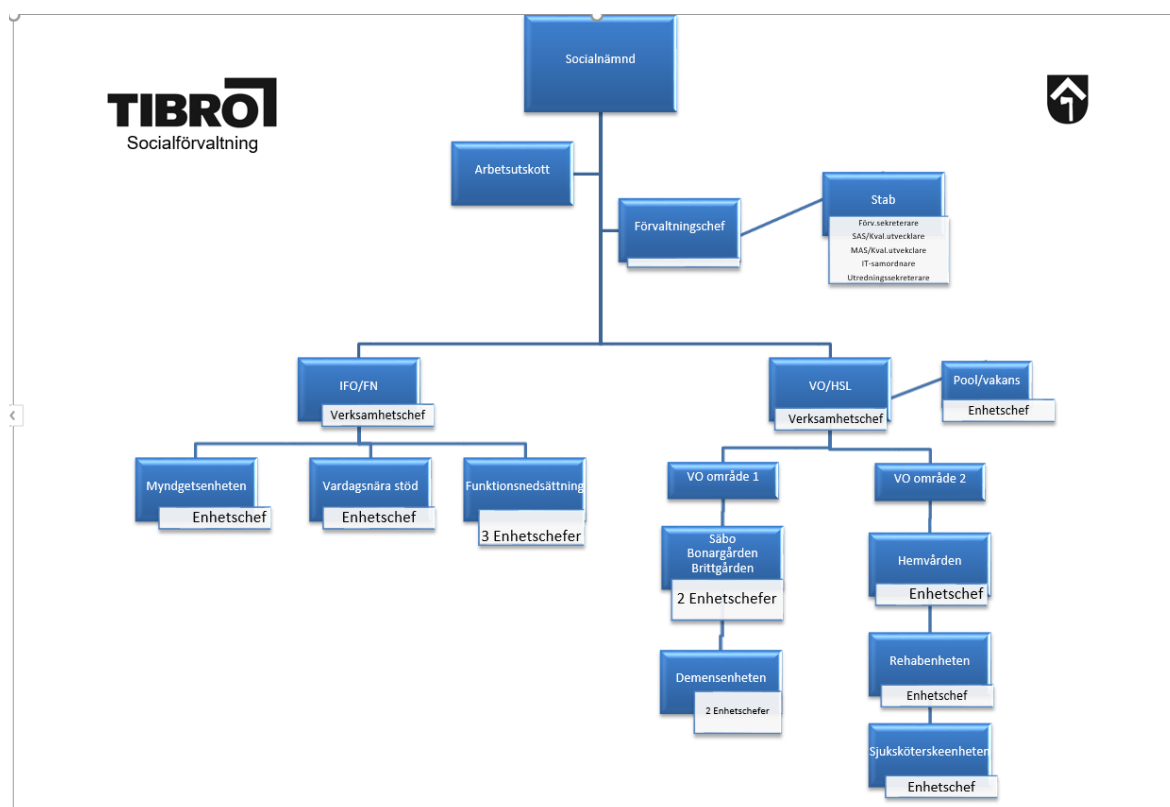 Socialnämnd
TIBRO
Socialförvaltning
Arbetsutskott
Förvaltningschef
Stab
Förv.sekreterare
SAS/Kval.utvecklare
MAS/Kval.utvekclare
IT-samordnare
Utredningssekreterare
IFO/FN
Verksamhetschef
VO/HSL
Verksamhetschef
Pool/vakans
Enhetschef
Myndgetsenheten
Enhetschef
Vardagsnära stöd
Enhetschef
Funktionsnedsättning
3 Enhetschefer
VO område 1
Säbo
Bonargården
Brittgården
2 Enhetschefer
Demensenheten
2 Enhetschefer
VO område 2
Hemvården
Enhetschef
Rehabenheten
Enhetschef
Sjuksköterskeenheten
Enhetschef